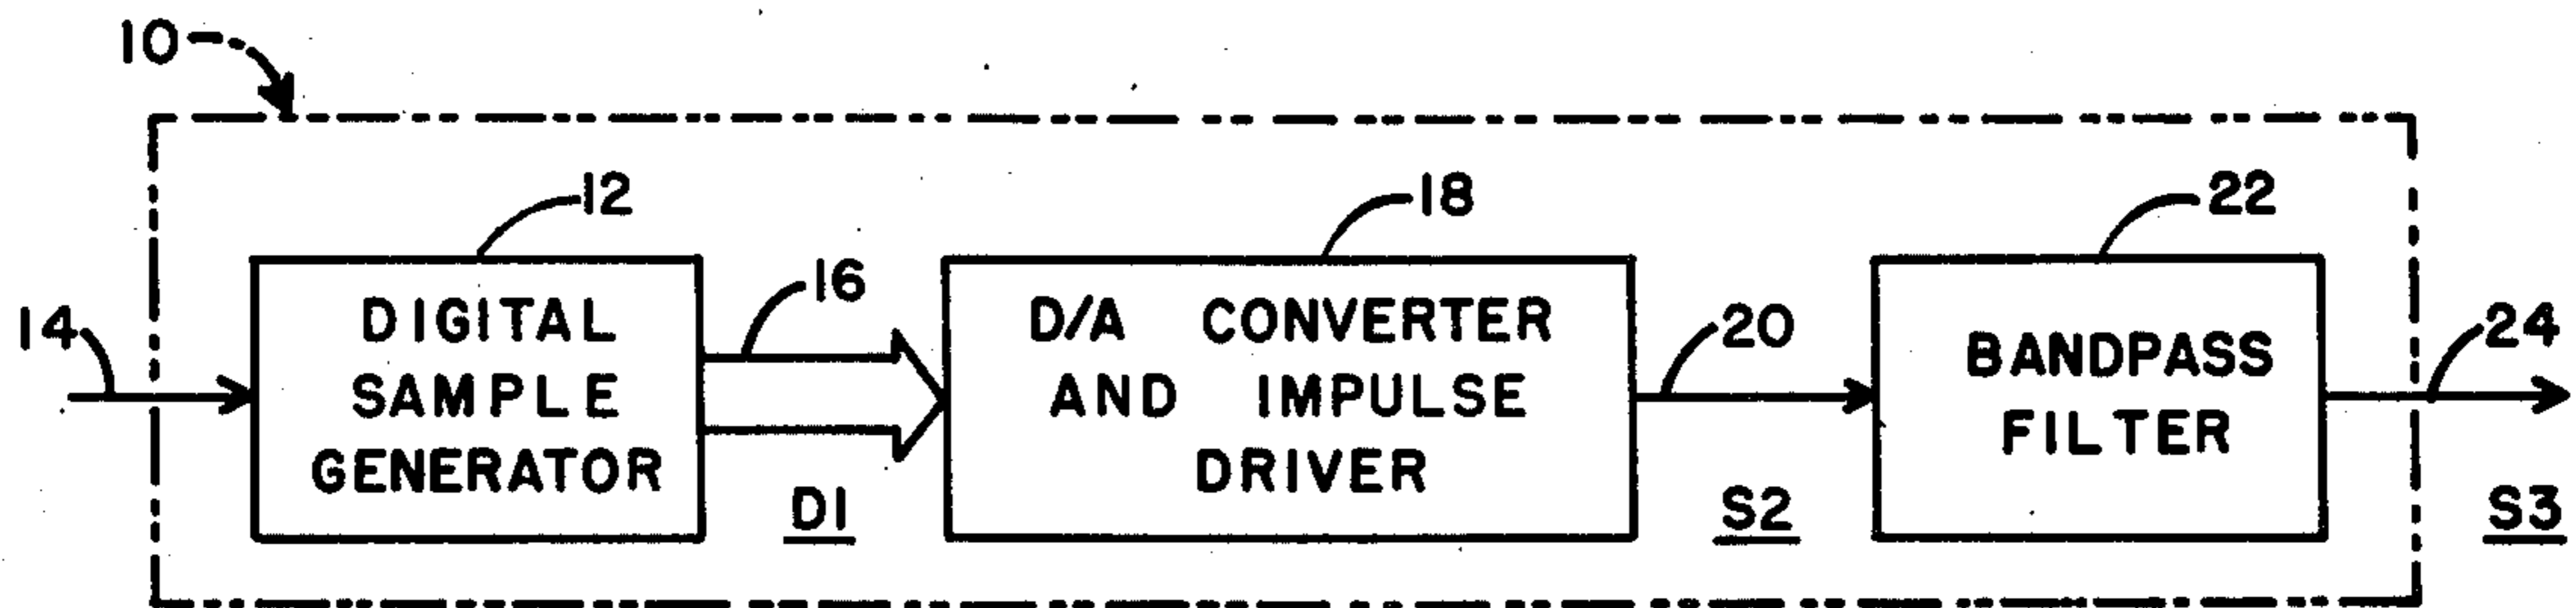 10
12
18
22
14
16
20
24
DIGITAL
SAMPLE
GENERATOR
D/A CONVERTER
AND IMPULSE
DRIVER
BANDPASS
FILTER
D1
S2
S3